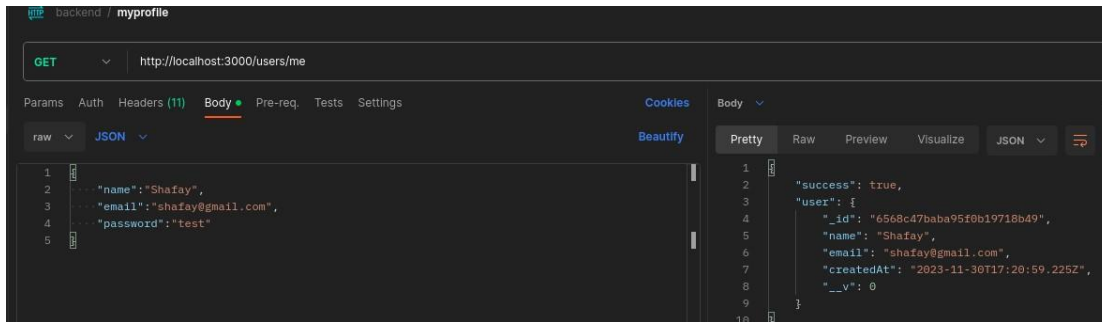 HTTP backend / myprofile
GET http://localhost:3000/users/me
Params Auth Headers (11) Body Pre-req. Tests Settings Cookies
raw JSON Beautify
1 {
2 "name":"Shafay",
3 "email":"shafay@gmail.com",
4 "password":"test"
5 }
Body
Pretty Raw Preview Visualize JSON
1 {
2 "success": true,
3 "user": {
4 "_id": "6568c47baba95f0b19718b49",
5 "name": "Shafay",
6 "email": "shafay@gmail.com",
7 "createdAt": "2023-11-30T17:20:59.225Z",
8 "__v": 0
9 }
10 }